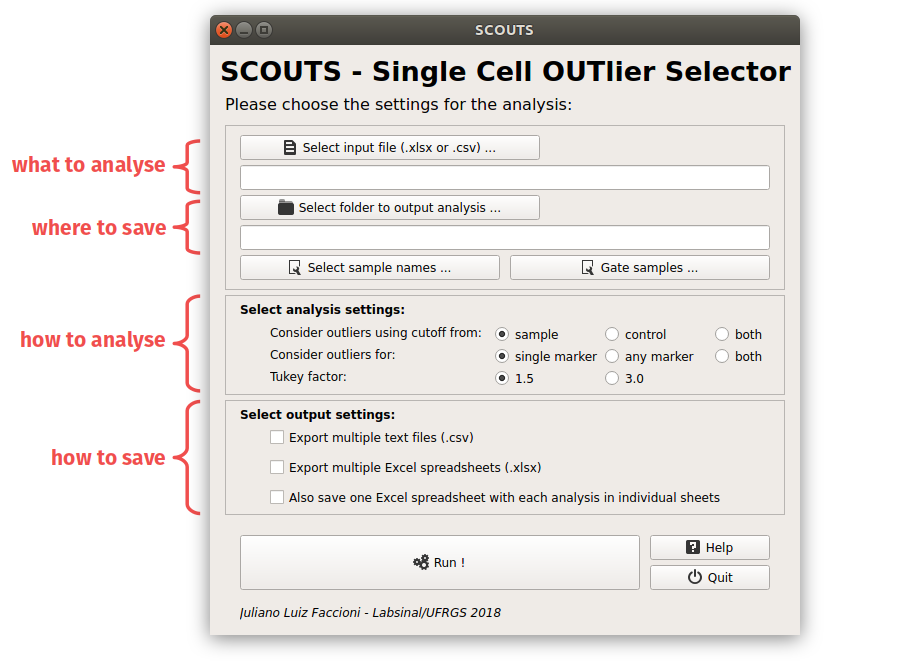 SCOUTS
SCOUTS - Single Cell OUTlier Selector
Please choose the settings for the analysis:
what to analyse
Select input file (.xlsx or .csv) ...
where to save
Select folder to output analysis ...
Select sample names ... Gate samples ...
how to analyse
Select analysis settings:
Consider outliers using cutoff from: sample control both
Consider outliers for: single marker any marker both
Tukey factor: 1.5 3.0
how to save
Select output settings:
Export multiple text files (.csv)
Export multiple Excel spreadsheets (.xlsx)
Also save one Excel spreadsheet with each analysis in individual sheets
Run !
Help
Quit
Juliano Luiz Faccioni - Labsinal/UFRGS 2018